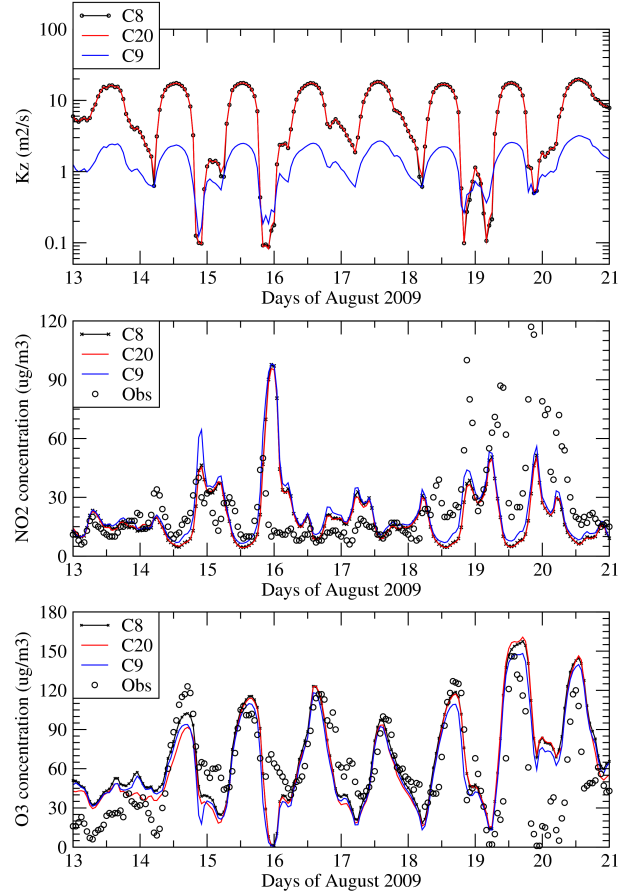 C8
C20
C9
100
10
1
0.1
Kz (m2/s)
13 14 15 16 17 18 19 20 21
Days of August 2009
C8
C20
C9
Obs
120
90
60
30
0
NO2 concentration (ug/m3)
13 14 15 16 17 18 19 20 21
Days of August 2009
C8
C20
C9
Obs
180
150
120
90
60
30
0
O3 concentration (ug/m3)
13 14 15 16 17 18 19 20 21
Days of August 2009